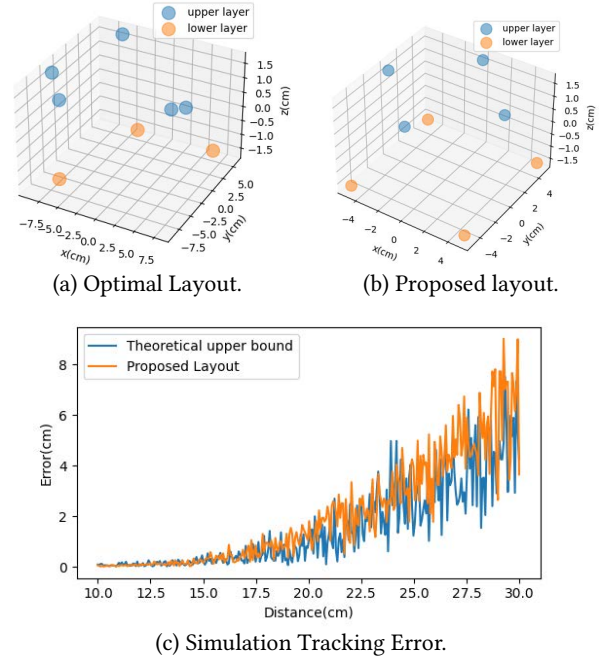 upper layer
lower layer
1.5
1.0
0.5
0.0
−0.5
−1.0
−1.5
z(cm)
5.0
2.5
0.0
−2.5
−5.0
−7.5
y(cm)
−7.5
−5.0
−2.5
0.0
2.5
5.0
7.5
x(cm)
(a) Optimal Layout.
upper layer
lower layer
1.5
1.0
0.5
0.0
−0.5
−1.0
−1.5
z(cm)
4
2
0
−2
−4
y(cm)
−4
−2
0
2
4
x(cm)
(b) Proposed layout.
Theoretical upper bound
Proposed Layout
8
6
4
2
0
Error(cm)
10.0 12.5 15.0 17.5 20.0 22.5 25.0 27.5 30.0
Distance(cm)
(c) Simulation Tracking Error.